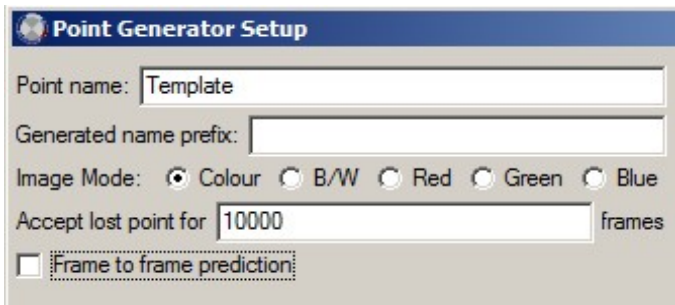 Point Generator Setup
Point name: Template
Generated name prefix:
Image Mode: Colour B/W Red Green Blue
Accept lost point for 10000 frames
Frame to frame prediction